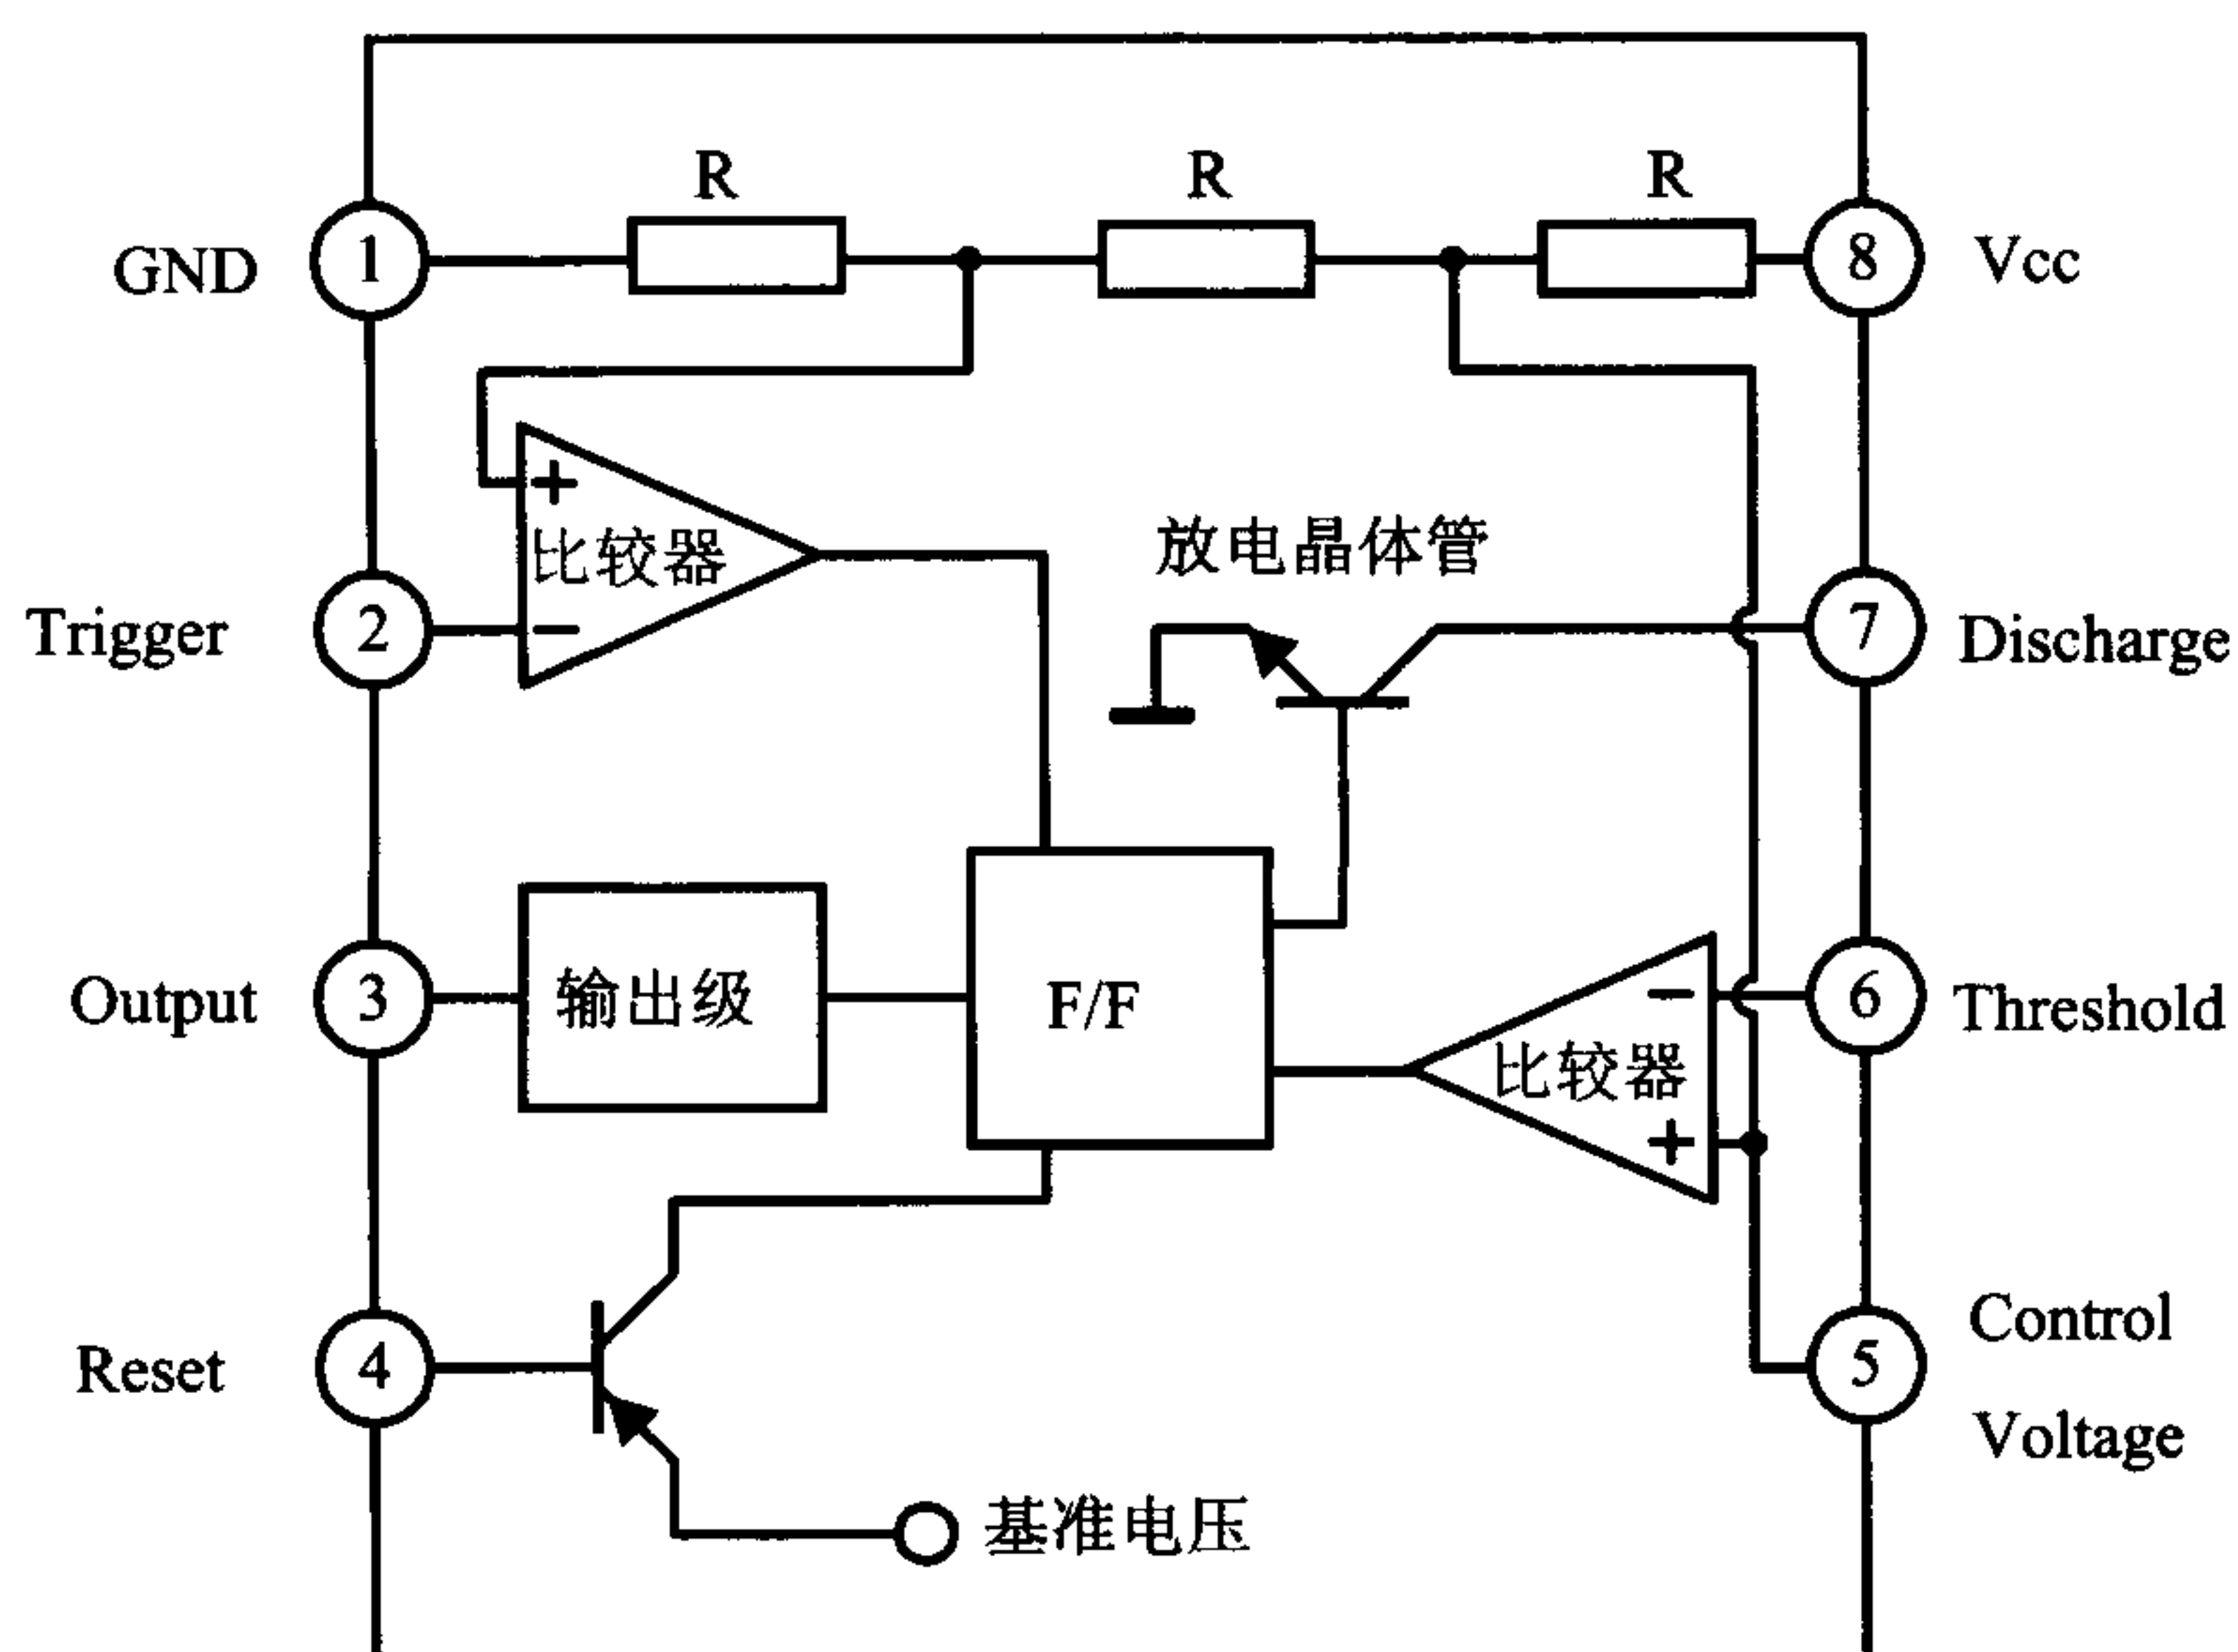 R R R
GND 1 8 Vcc
+
比较器
放电晶体管
Trigger 2 − 7 Discharge
Output 3 输出级 F/F − 6 Threshold
比较器
+
Reset 4 5 Control
Voltage
基准电压